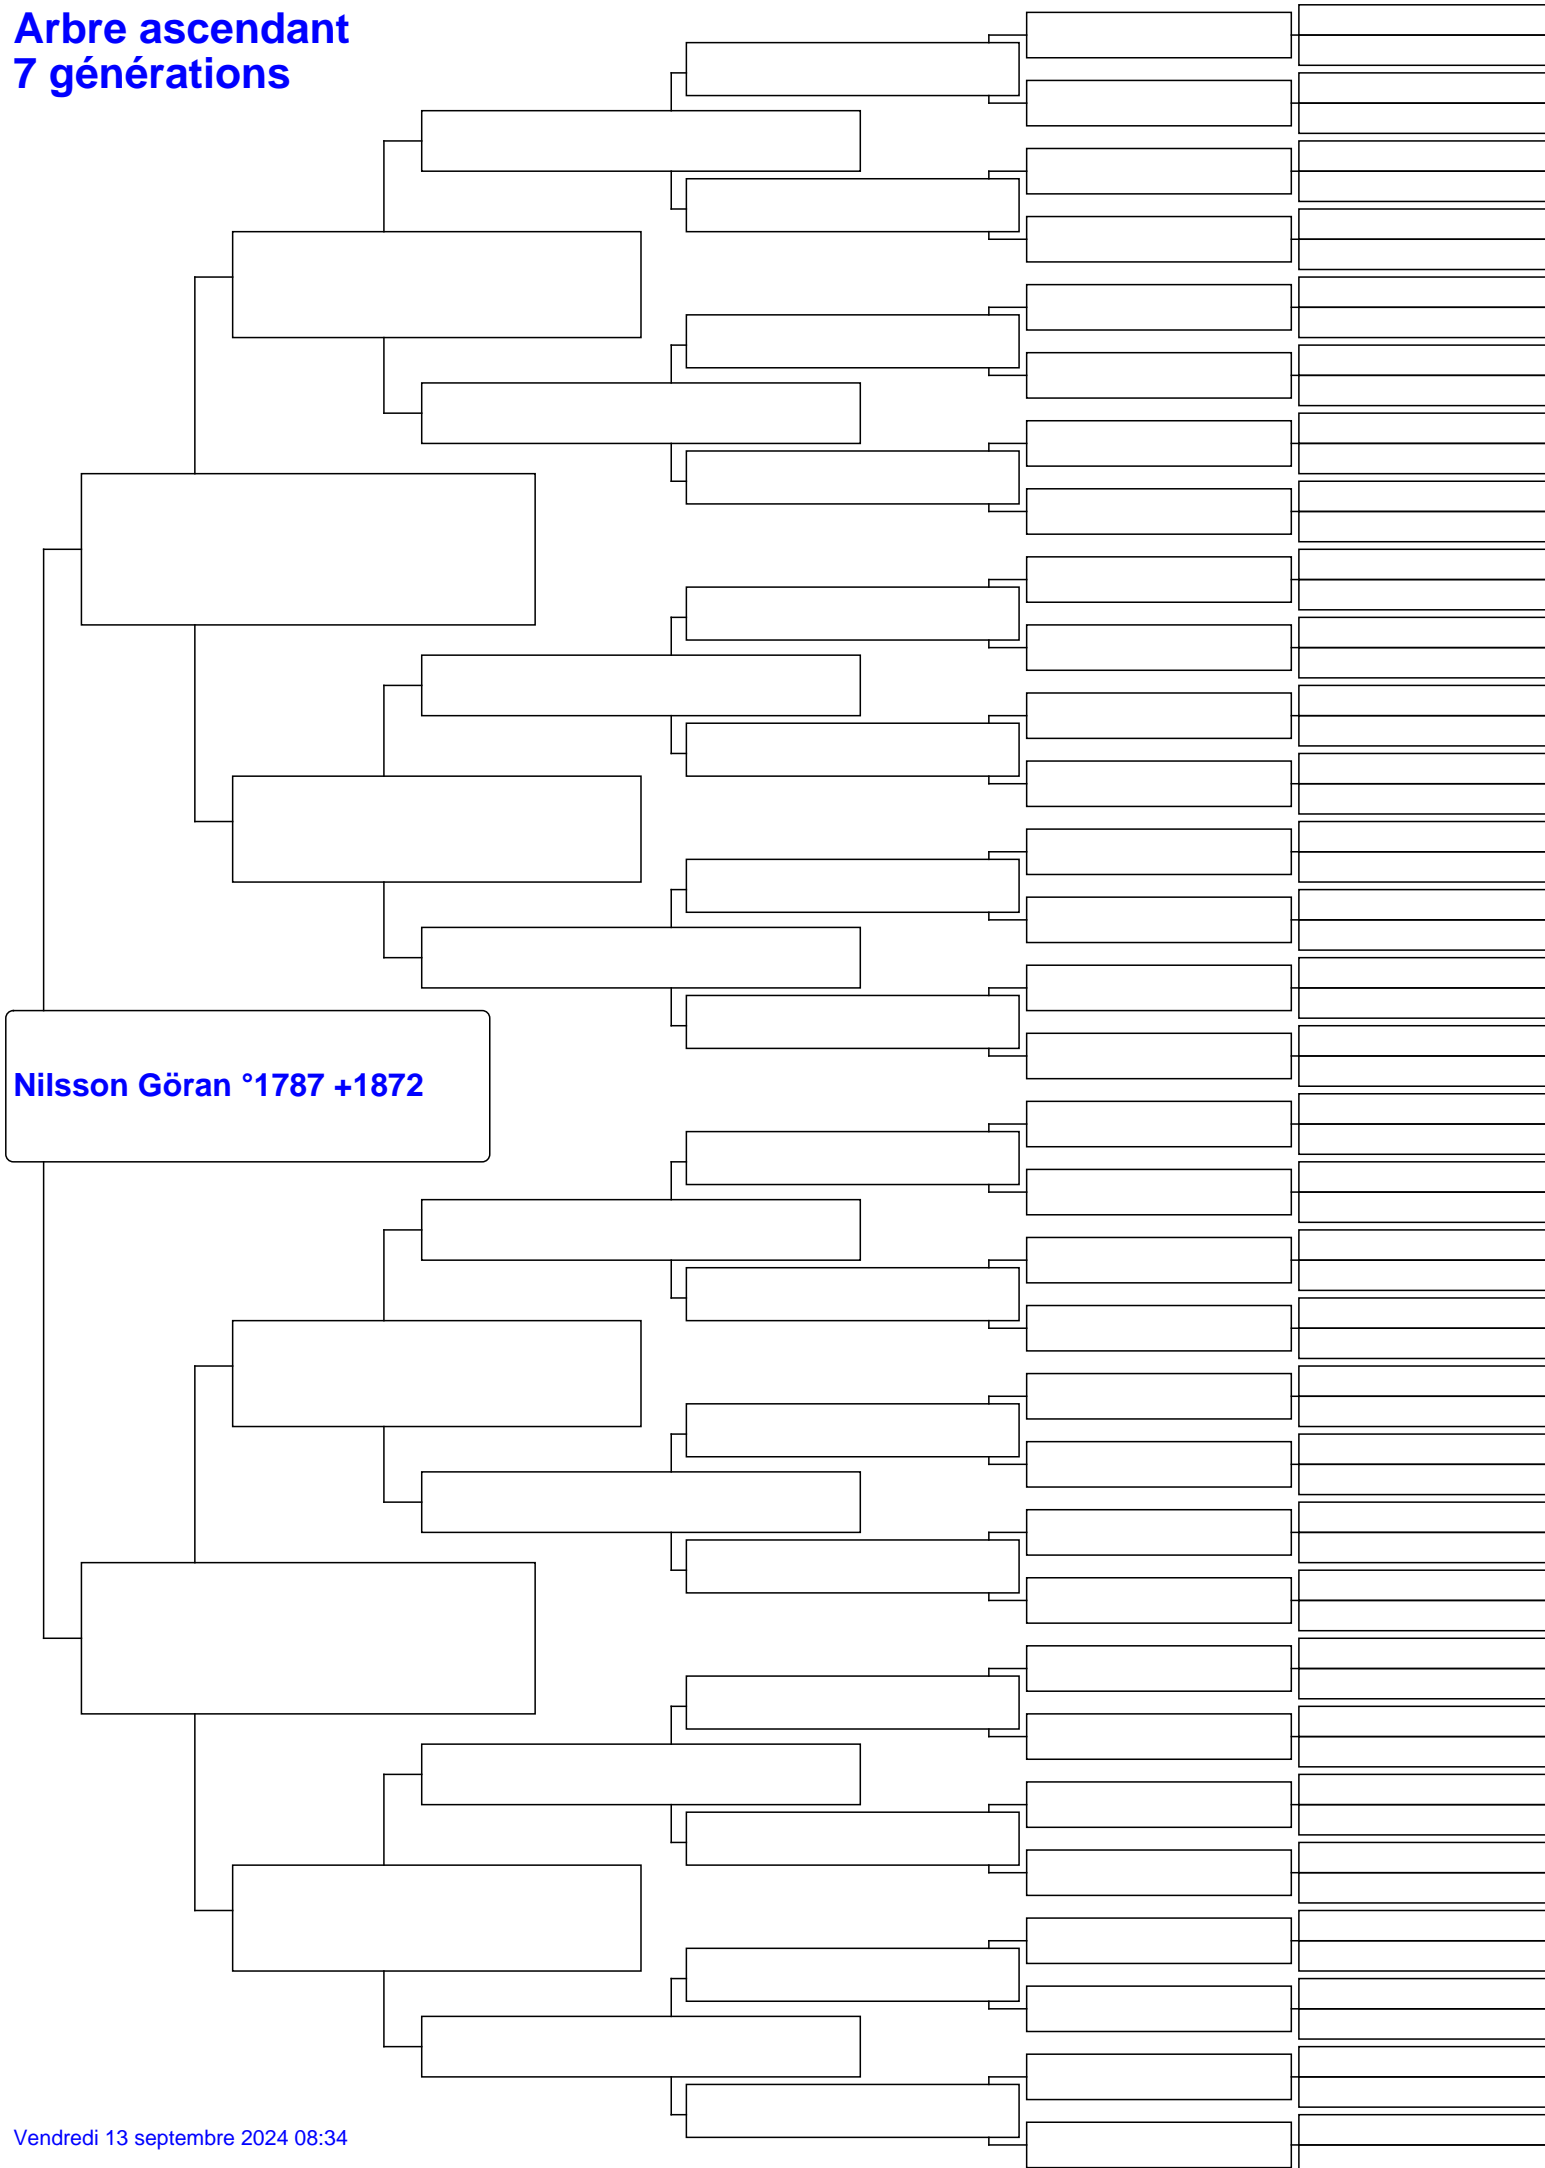 Arbre ascendant
7 générations
Nilsson Göran °1787 +1872
Vendredi 13 septembre 2024 08:34